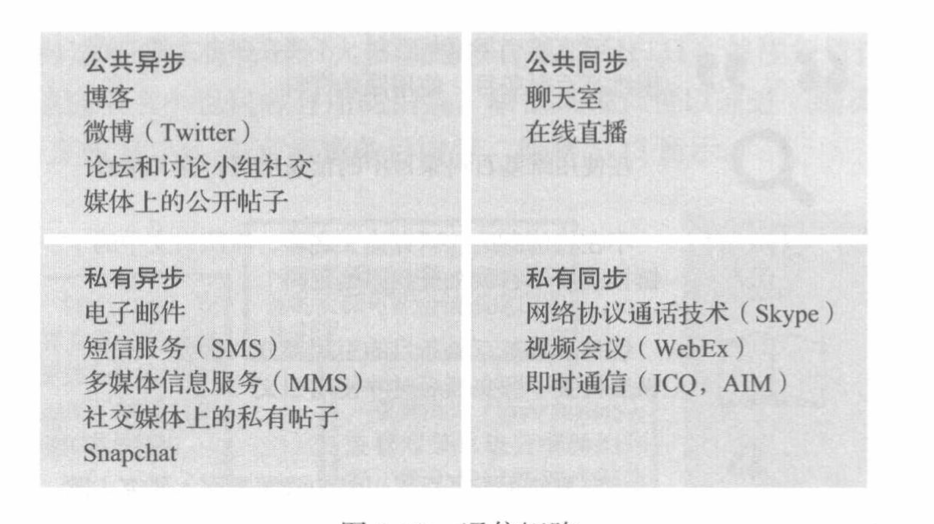 公共异步
博客
微博（Twitter）
论坛和讨论小组社交
媒体上的公开帖子
公共同步
聊天室
在线直播
私有异步
电子邮件
短信服务（SMS）
多媒体信息服务（MMS）
社交媒体上的私有帖子
Snapchat
私有同步
网络协议通话技术（Skype）
视频会议（WebEx）
即时通信（ICQ，AIM）